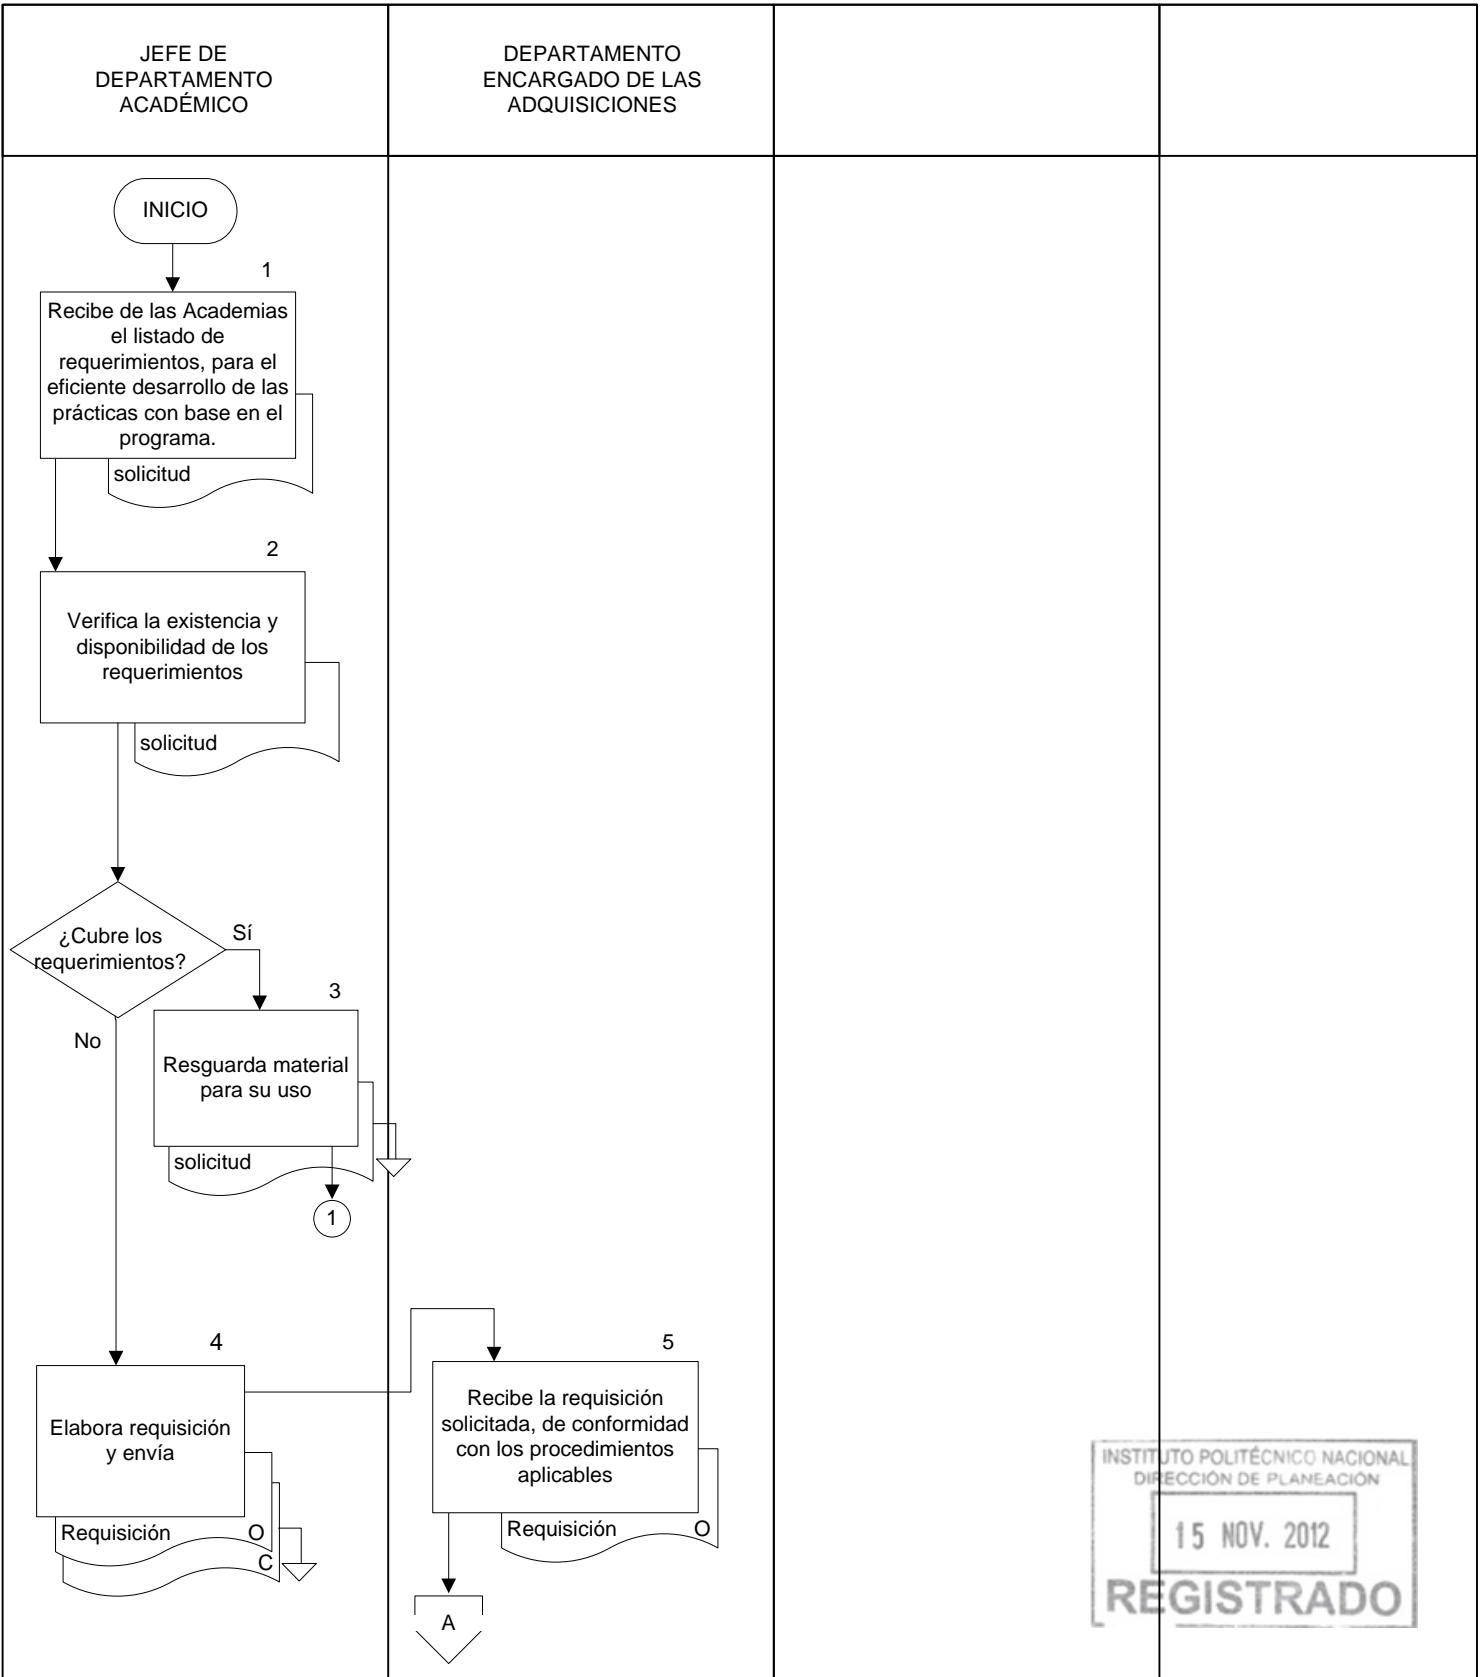 JEFE DE
DEPARTAMENTO
ACADÉMICO
DEPARTAMENTO
ENCARGADO DE LAS
ADQUISICIONES
INICIO
1
Recibe de las Academias
el listado de
requerimientos, para el
eficiente desarrollo de las
prácticas con base en el
programa.
solicitud
2
Verifica la existencia y
disponibilidad de los
requerimientos
solicitud
¿Cubre los
requerimientos?
Sí
No
3
Resguarda material
para su uso
solicitud
1
4
Elabora requisición
y envía
Requisición O
C
5
Recibe la requisición
solicitada, de conformidad
con los procedimientos
aplicables
Requisición O
A
INSTITUTO POLITÉCNICO NACIONAL
DIRECCIÓN DE PLANEACIÓN
15 NOV. 2012
REGISTRADO